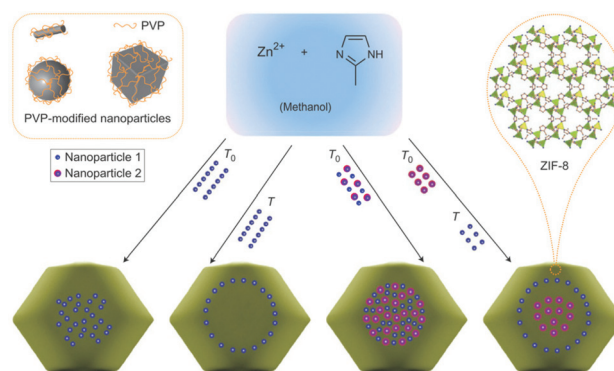 PVP
PVP-modified nanoparticles
Zn2+ + N NH
(Methanol)
ZIF-8
Nanoparticle 1
Nanoparticle 2
T0
T
T0
T0
T